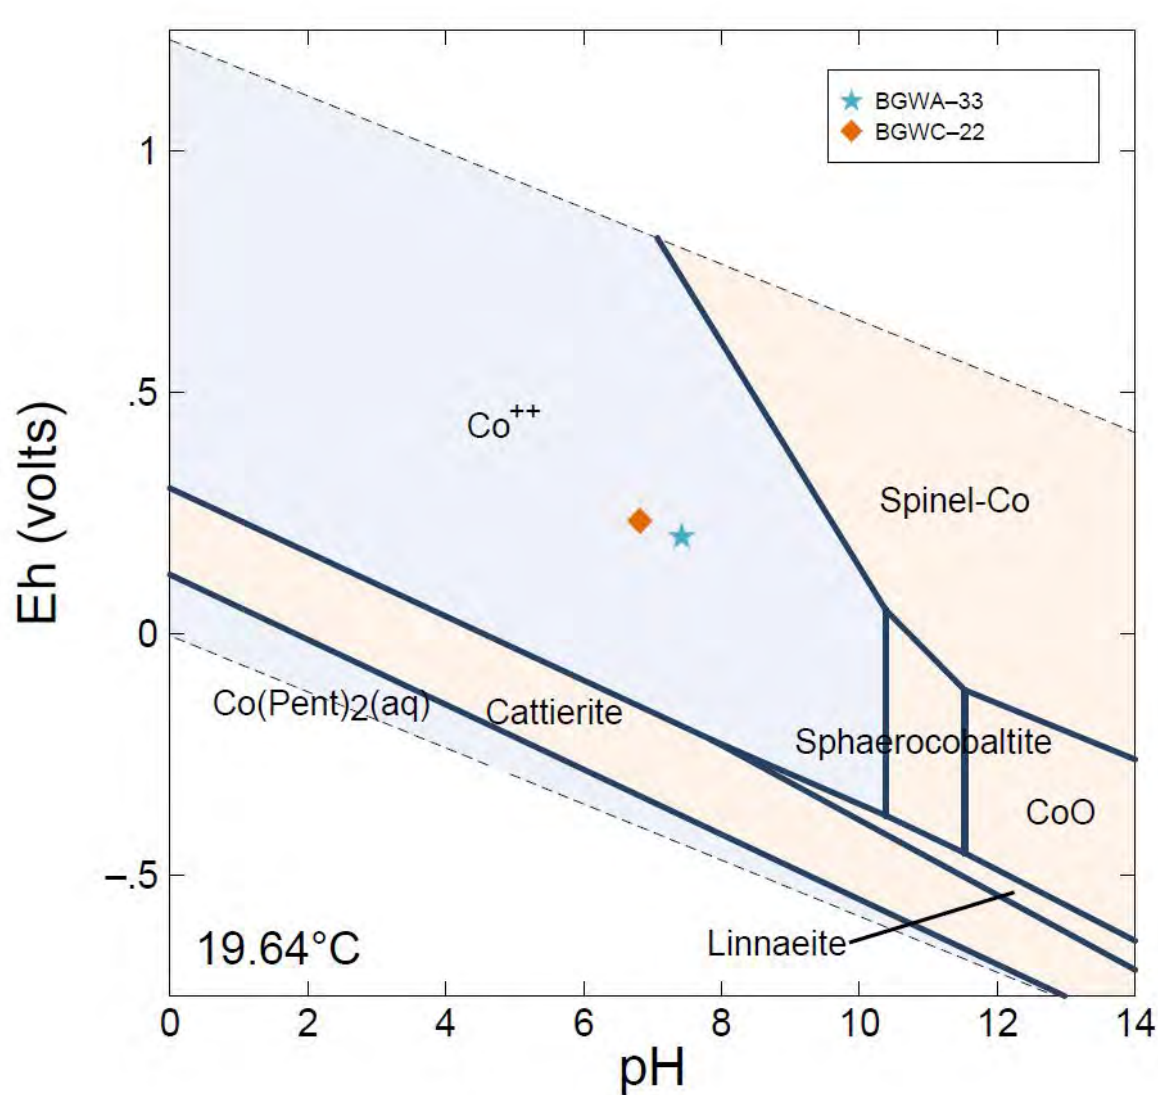 BGWA–33
BGWC–22
1
.5
0
–.5
Eh (volts)
Co++
Spinel-Co
Co(Pent)2(aq)
Cattierite
Sphaerocobaltite
CoO
Linnaeite
19.64°C
0 2 4 6 8 10 12 14
pH